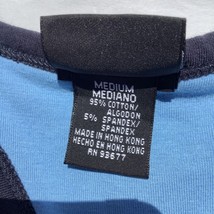 MEDIUM
MEDIANO
95% COTTON/
ALGODON
5% SPANDEX/
SPANDEX
MADE IN HONG KONG
HECHO EN HONG KONG
RN 93677